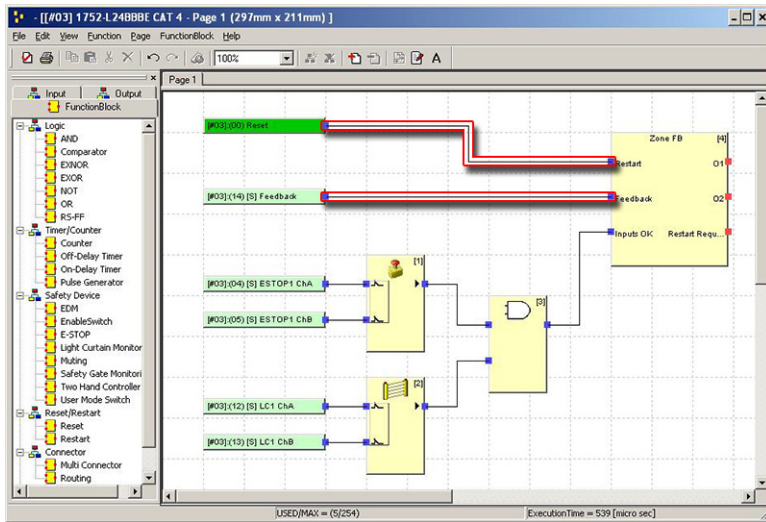 - [[#03] 1752-L24BBBE CAT 4 - Page 1 (297mm x 211mm) ]
File Edit View Function Page FunctionBlock Help
100%
A
Input Output
FunctionBlock
Logic
AND
Comparator
EXNOR
EXOR
NOT
OR
RS-FF
Timer/Counter
Counter
Off-Delay Timer
On-Delay Timer
Pulse Generator
Safety Device
EDM
EnableSwitch
E-STOP
Light Curtain Monitor
Muting
Safety Gate Monitori
Two Hand Controller
User Mode Switch
Reset/Restart
Reset
Restart
Connector
Multi Connector
Routing
Page 1
[#03]:(00) Reset
[#03]:(14) [S] Feedback
[#03]:(04) [S] ESTOP1 ChA
[#03]:(05) [S] ESTOP1 ChB
[#03]:(12) [S] LC1 ChA
[#03]:(13) [S] LC1 ChB
[1]
[2]
[3]
Zone FB [4]
Restart O1
Feedback O2
Inputs OK Restart Requ...
USED/MAX = (5/254)
ExecutionTime = 539 [micro sec]